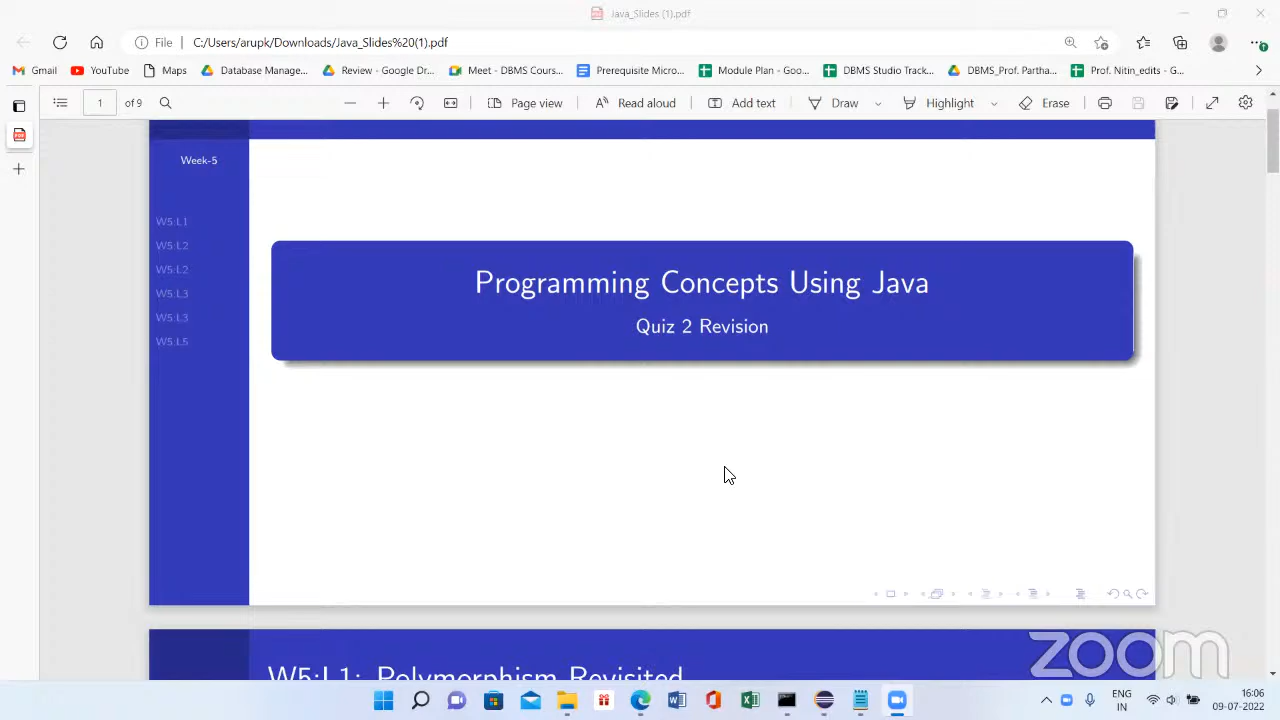 Java_Slides (1).pdf
File | C:/Users/arupk/Downloads/Java_Slides%20(1).pdf
Gmail YouTube Maps Database Manage... Review - Google Dr... Meet - DBMS Cours... Prerequisite Micro... Module Plan - Goo... DBMS Studio Track... DBMS_Prof. Partha... Prof. Nitin_edits - G...
1 of 9 Page view Read aloud Add text Draw Highlight Erase
Week-5
W5:L1
W5:L2
W5:L2
W5:L3
W5:L3
W5:L5
Programming Concepts Using Java
Quiz 2 Revision
W5:L1: Polymorphism Revisited
zoom
ENG
IN
16:06
09-07-2022